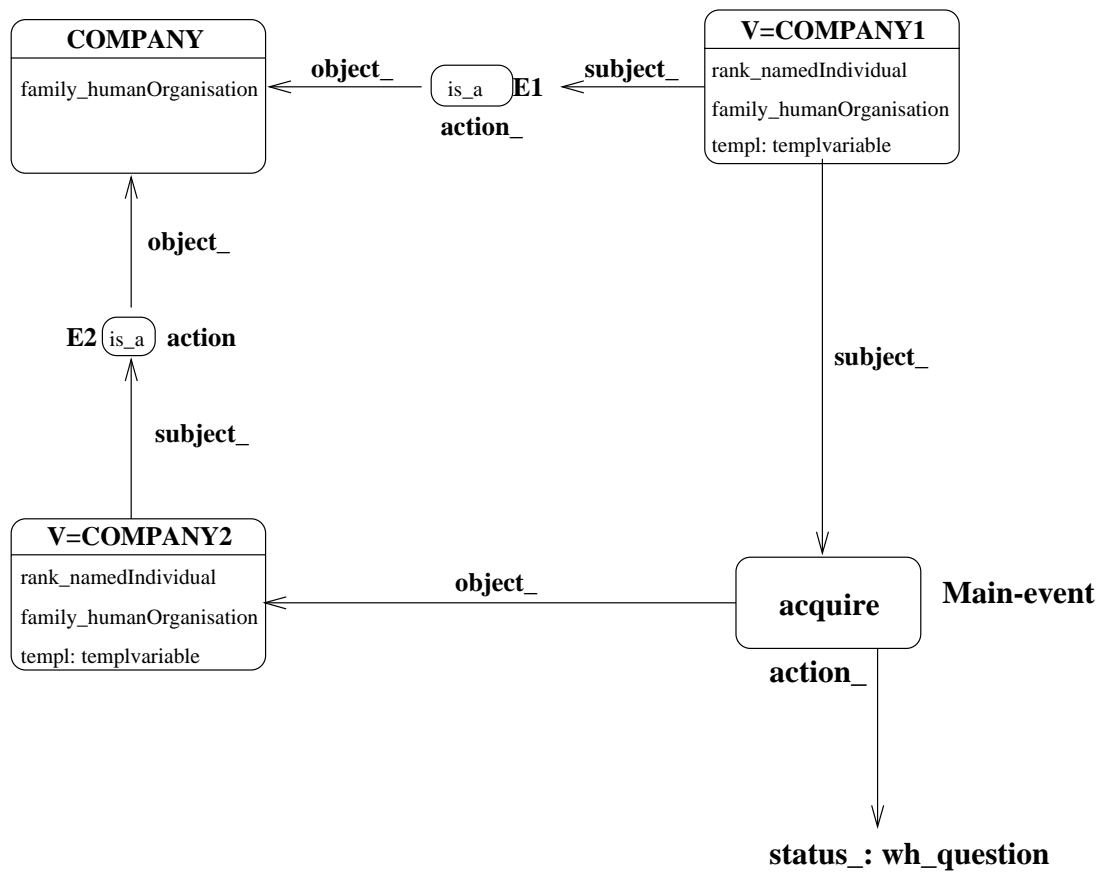 COMPANY
family_humanOrganisation
object_
is_a
E1
action_
subject_
V=COMPANY1
rank_namedIndividual
family_humanOrganisation
templ: templvariable
object_
E2
is_a
action
subject_
subject_
V=COMPANY2
rank_namedIndividual
family_humanOrganisation
templ: templvariable
object_
acquire
Main-event
action_
status_: wh_question